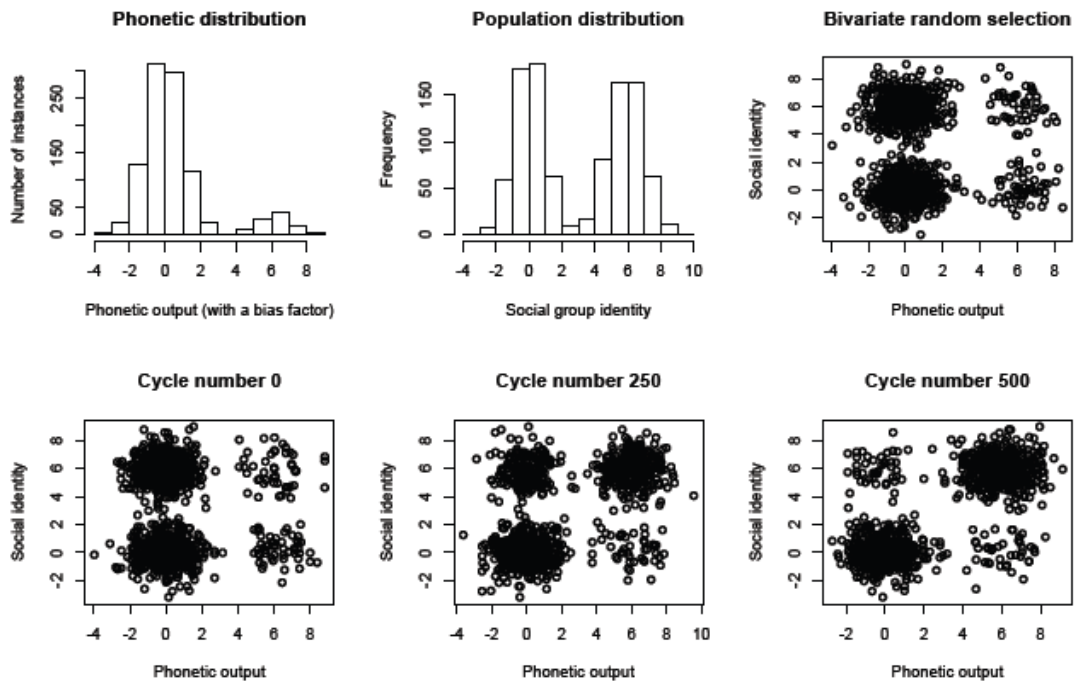 Phonetic distribution
Number of instances
50
150
250
-4 -2 0 2 4 6 8
Phonetic output (with a bias factor)
Population distribution
Frequency
0 50 150
-4 -2 0 2 4 6 8 10
Social group identity
Bivariate random selection
Social identity
-2 0 2 4 6 8
-4 -2 0 2 4 6 8
Phonetic output
Cycle number 0
Social identity
-2 0 2 4 6 8
-4 -2 0 2 4 6 8
Phonetic output
Cycle number 250
Social identity
-2 0 2 4 6 8
-4 -2 0 2 4 6 8 10
Phonetic output
Cycle number 500
Social identity
-2 0 2 4 6 8
-2 0 2 4 6 8
Phonetic output